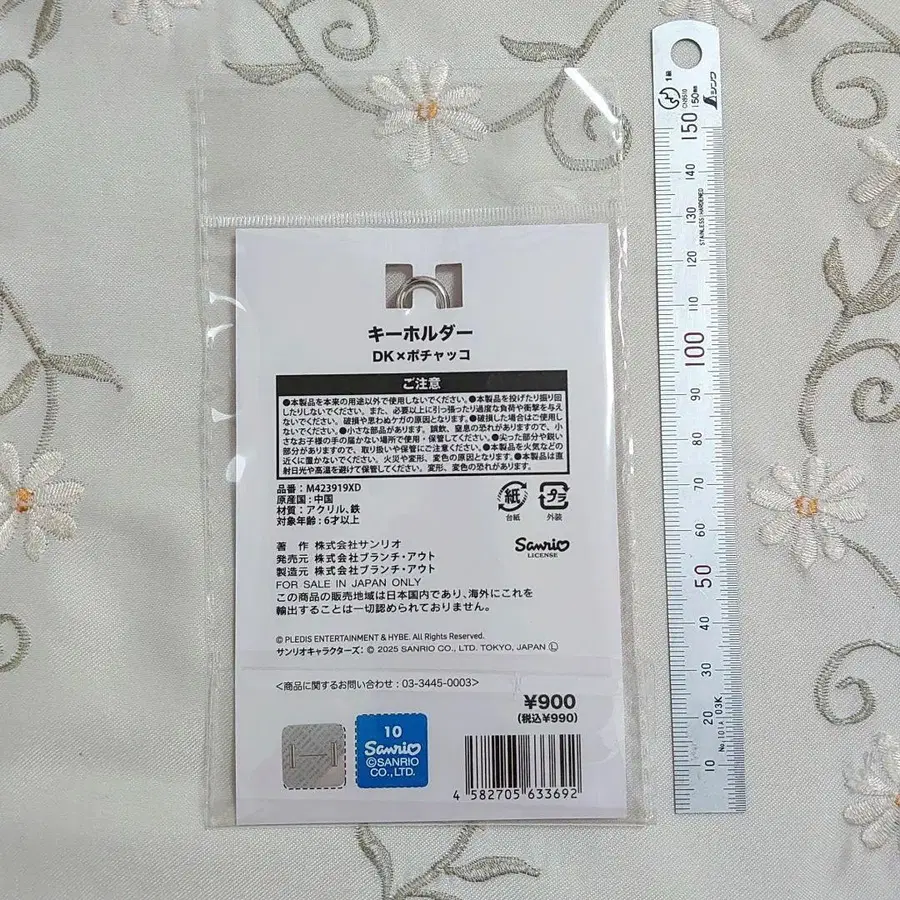 キーホルダー
DK×ポチャッコ
ご注意
●本製品を本来の用途以外で使用しないでください。●本製品を投げたり振り回
したりしないでください。また、必要以上に引っ張ったり過度な負荷や衝撃を与え
ないでください。破損や思わぬケガの原因となります。●破損した場合はご使用し
ないでください。●小さな部品があります。誤飲、窒息の恐れがありますので、小
さなお子様の手の届かない場所で使用・保管してください。●尖った部分や鋭い
部分がありますので、取り扱いや保管にご注意ください。●本製品を火気などの
近くに置かないでください。火災や変形、変色の原因となります。●本製品は直
射日光や高温を避けて保管してください。変形、変色の恐れがあります。
品番：M423919XD
原産国：中国
材質：アクリル、鉄
対象年齢：6才以上
紙
台紙
プラ
外装
著 作 株式会社サンリオ
発売元 株式会社ブランチ・アウト
製造元 株式会社ブランチ・アウト
Sanrio
LICENSE
FOR SALE IN JAPAN ONLY
この商品の販売地域は日本国内であり、海外にこれを
輸出することは一切認められておりません。
© PLEDIS ENTERTAINMENT & HYBE. All Rights Reserved.
サンリオキャラクターズ：© 2025 SANRIO CO., LTD. TOKYO, JAPAN Ⓛ
<商品に関するお問い合わせ：03-3445-0003>
¥900
(税込¥990)
10
Sanrio
©SANRIO
CO.,LTD.
4 582705 633692
1級
シンワ
150㎜
150
140
STAINLESS HARDENED
130
120
110
100
90
80
70
60
50
40
30
20
10